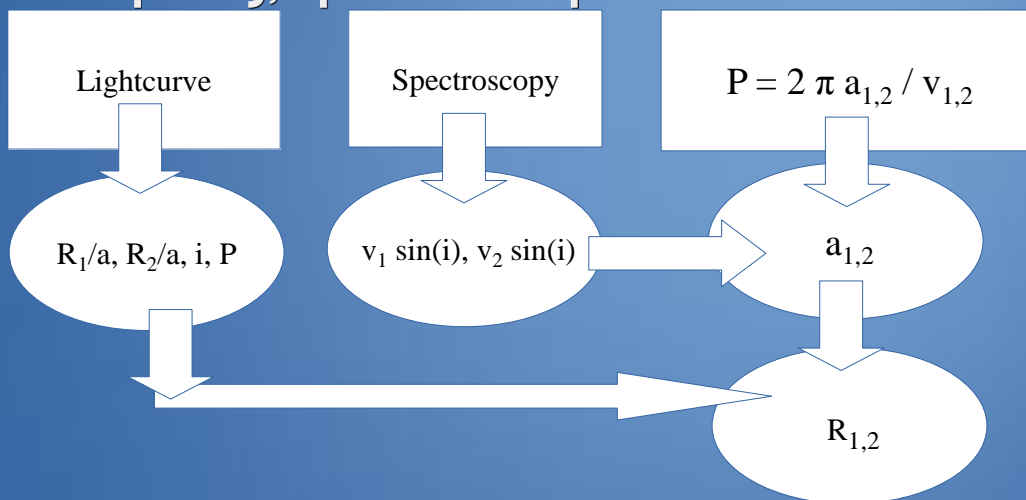 Lightcurve
Spectroscopy
P = 2 π a₁,₂ / v₁,₂
R₁/a, R₂/a, i, P
v₁ sin(i), v₂ sin(i)
a₁,₂
R₁,₂